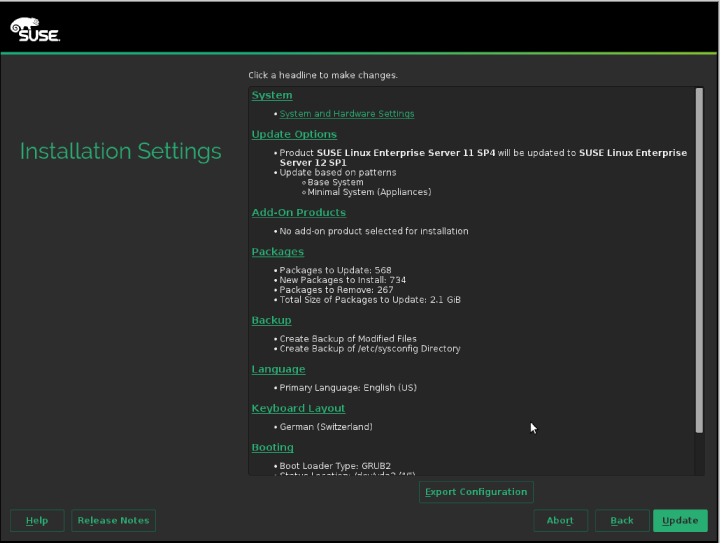 SUSE
Click a headline to make changes.
Installation Settings
System
System and Hardware Settings
Update Options
Product SUSE Linux Enterprise Server 11 SP4 will be updated to SUSE Linux Enterprise
Server 12 SP1
Update based on patterns
Base System
Minimal System (Appliances)
Add-On Products
No add-on product selected for installation
Packages
Packages to Update: 568
New Packages to Install: 734
Packages to Remove: 267
Total Size of Packages to Update: 2.1 GiB
Backup
Create Backup of Modified Files
Create Backup of /etc/sysconfig Directory
Language
Primary Language: English (US)
Keyboard Layout
German (Switzerland)
Booting
Boot Loader Type: GRUB2
Status Location:
Export Configuration
Help
Release Notes
Abort
Back
Update